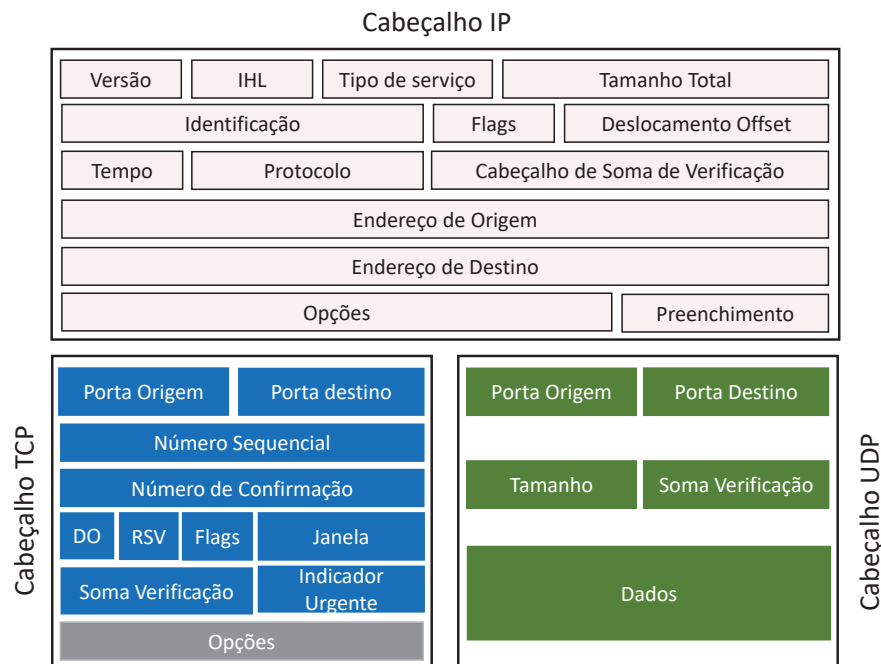 Cabeçalho IP
Versão IHL Tipo de serviço Tamanho Total
Identificação Flags Deslocamento Offset
Tempo Protocolo Cabeçalho de Soma de Verificação
Endereço de Origem
Endereço de Destino
Opções Preenchimento
Cabeçalho TCP
Porta Origem Porta destino
Número Sequencial
Número de Confirmação
DO RSV Flags Janela
Soma Verificação Indicador
Urgente
Opções
Porta Origem Porta Destino
Tamanho Soma Verificação
Dados
Cabeçalho UDP